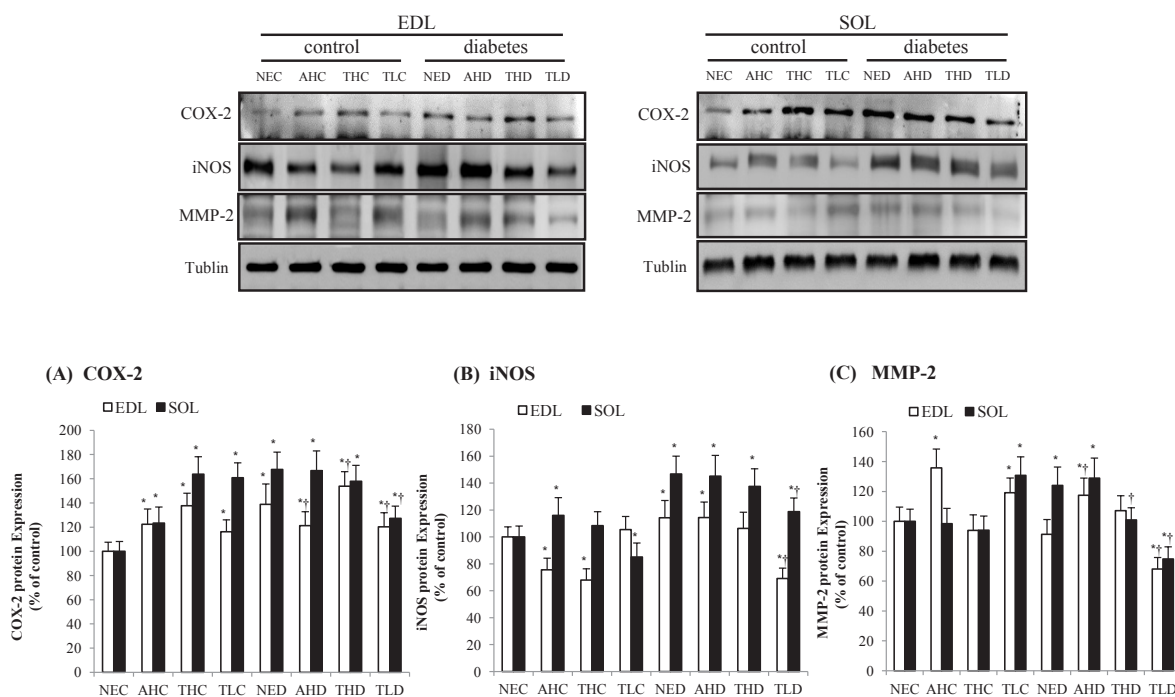 EDL
control diabetes
NEC AHC THC TLC NED AHD THD TLD
COX-2
iNOS
MMP-2
Tublin
SOL
control diabetes
NEC AHC THC TLC NED AHD THD TLD
COX-2
iNOS
MMP-2
Tublin
(A) COX-2
EDL SOL
COX-2 protein Expression
(% of control)
200
180
160
140
120
100
80
60
40
20
0
* * * * * * * * * *† *† * *† *†
NEC AHC THC TLC NED AHD THD TLD
(B) iNOS
EDL SOL
iNOS protein Expression
(% of control)
180
160
140
120
100
80
60
40
20
0
* * * * * * * * * *† *†
NEC AHC THC TLC NED AHD THD TLD
(C) MMP-2
EDL SOL
MMP-2 protein Expression
(% of control)
160
140
120
100
80
60
40
20
0
* * * * *† * † *† *†
NEC AHC THC TLC NED AHD THD TLD